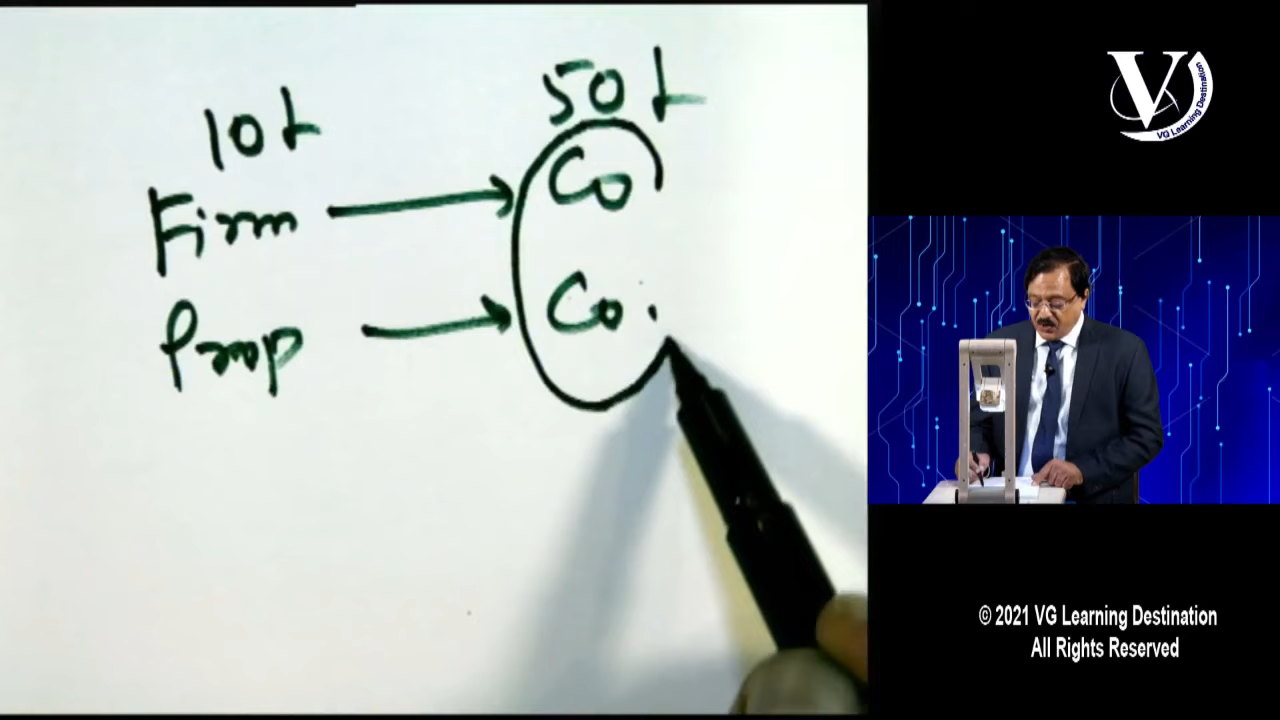 10L 50L
Firm → Co
Prop → Co.
V
VG Learning Destination
© 2021 VG Learning Destination
All Rights Reserved